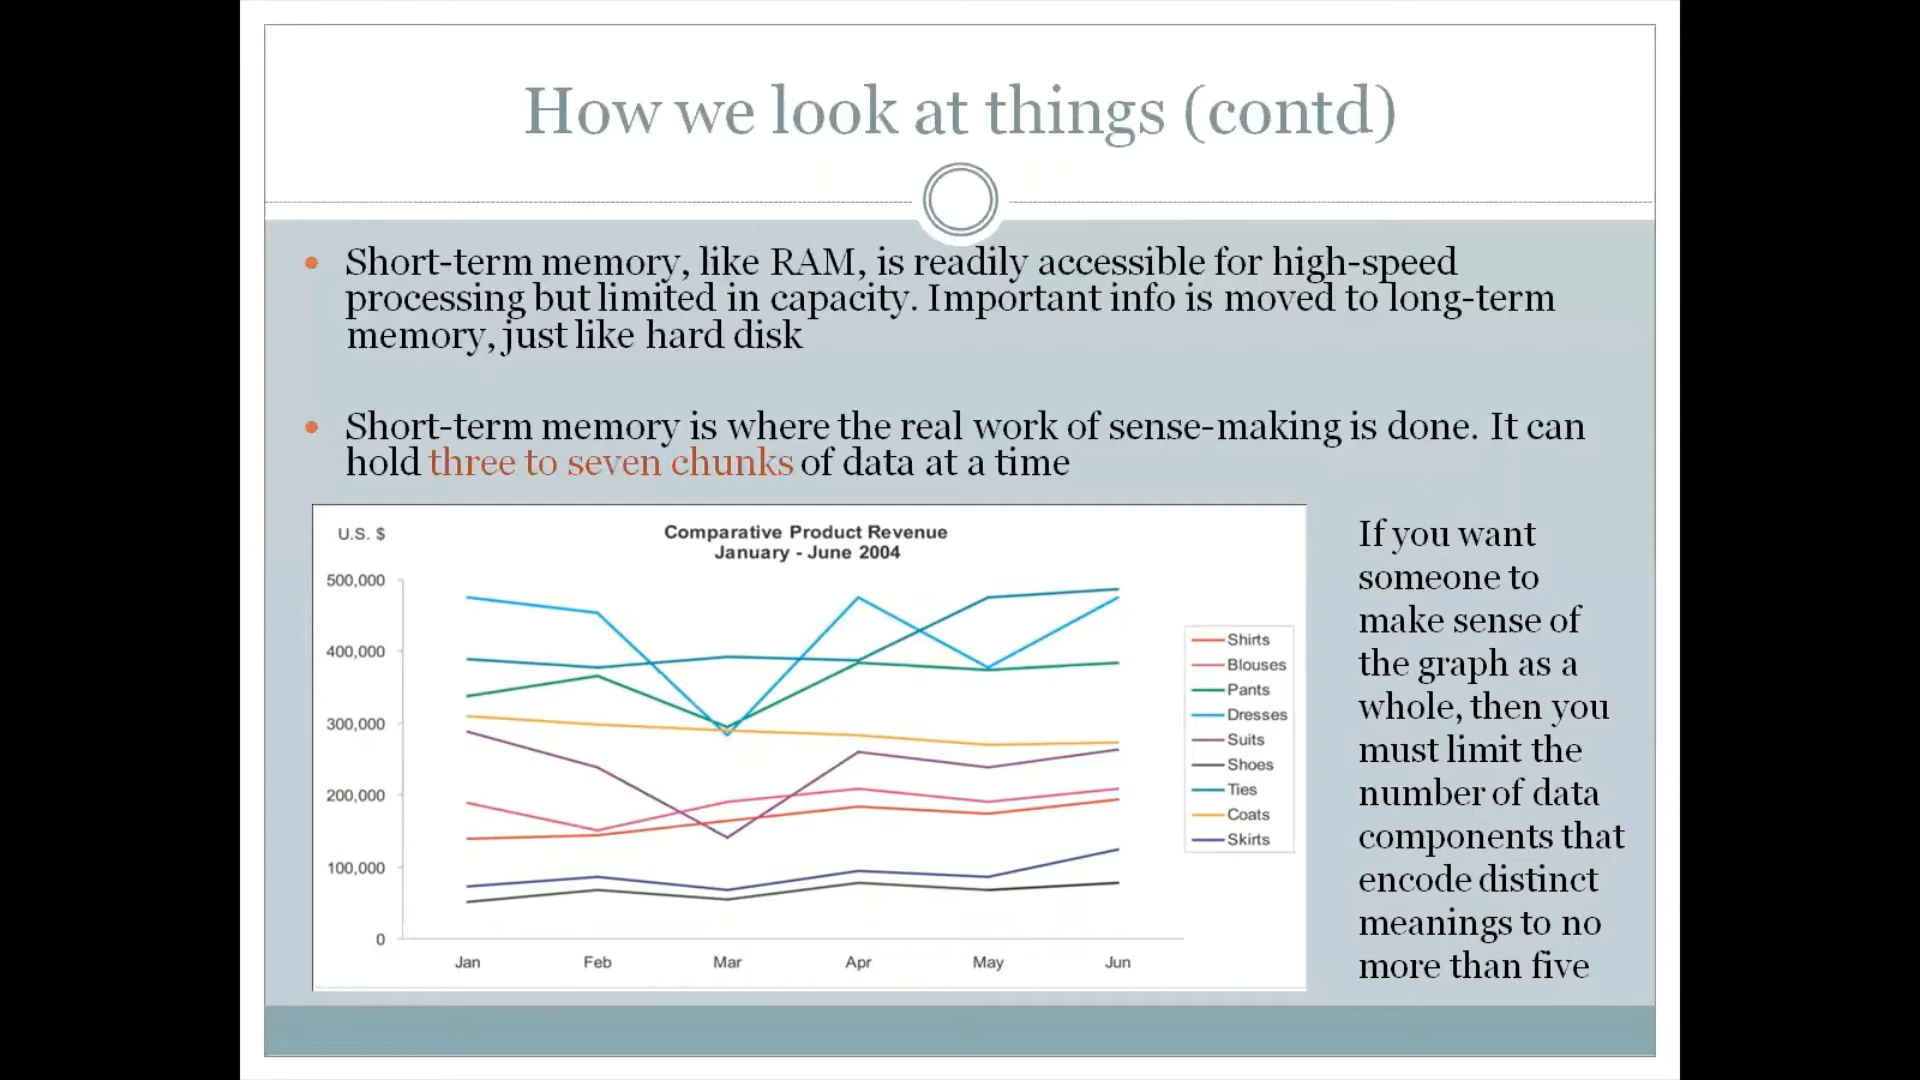 How we look at things (contd)
Short-term memory, like RAM, is readily accessible for high-speed
processing but limited in capacity. Important info is moved to long-term
memory, just like hard disk
Short-term memory is where the real work of sense-making is done. It can
hold three to seven chunks of data at a time
U.S. $
Comparative Product Revenue
January - June 2004
500,000
400,000
300,000
200,000
100,000
0
Jan Feb Mar Apr May Jun
Shirts
Blouses
Pants
Dresses
Suits
Shoes
Ties
Coats
Skirts
If you want
someone to
make sense of
the graph as a
whole, then you
must limit the
number of data
components that
encode distinct
meanings to no
more than five